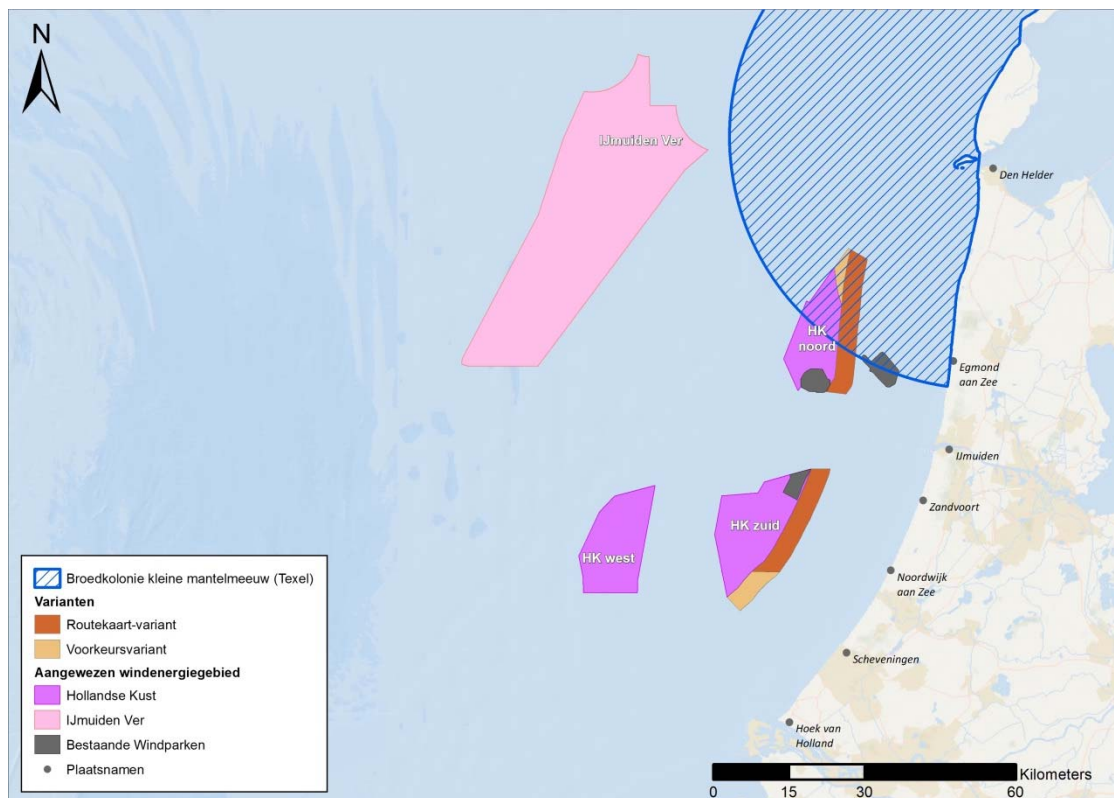 N
IJmuiden Ver
Den Helder
HK
noord
Egmond
aan Zee
IJmuiden
Zandvoort
HK zuid
HK west
Noordwijk
aan Zee
Scheveningen
Hoek van
Holland
Broedkolonie kleine mantelmeeuw (Texel)
Varianten
Routekaart-variant
Voorkeursvariant
Aangewezen windenergiegebied
Hollandse Kust
IJmuiden Ver
Bestaande Windparken
Plaatsnamen
Kilometers
0 15 30 60